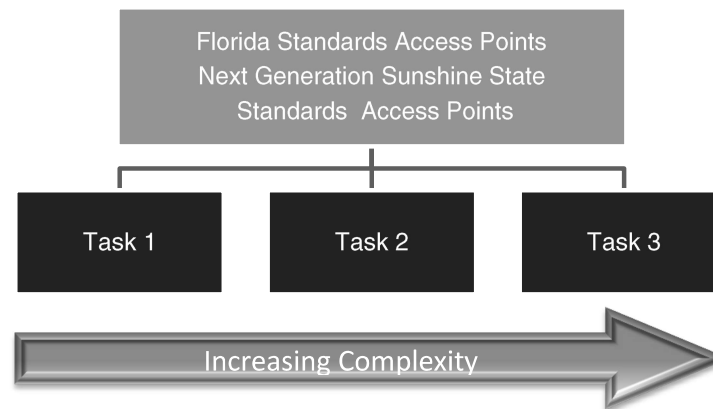 Florida Standards Access Points
Next Generation Sunshine State
Standards Access Points
Task 1
Task 2
Task 3
Increasing Complexity